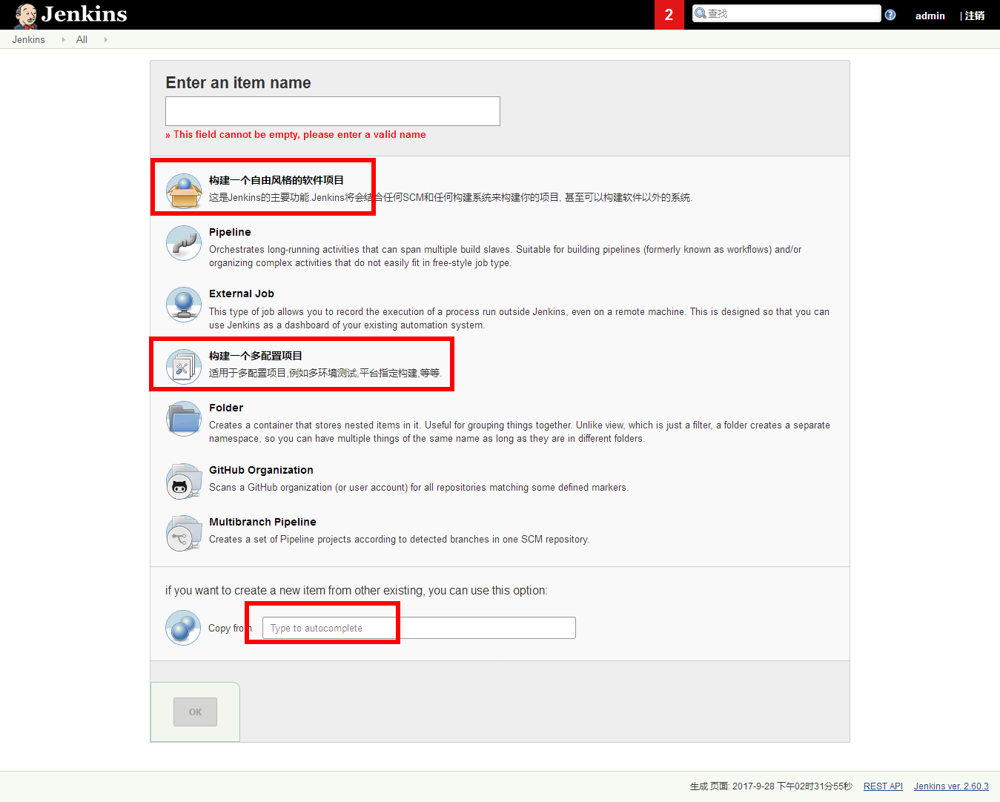 Jenkins
2
查找
?
admin
| 注销
Jenkins
All
Enter an item name
» This field cannot be empty, please enter a valid name
构建一个自由风格的软件项目
这是Jenkins的主要功能.Jenkins将会结合任何SCM和任何构建系统来构建你的项目, 甚至可以构建软件以外的系统.
Pipeline
Orchestrates long-running activities that can span multiple build slaves. Suitable for building pipelines (formerly known as workflows) and/or
organizing complex activities that do not easily fit in free-style job type.
External Job
This type of job allows you to record the execution of a process run outside Jenkins, even on a remote machine. This is designed so that you can
use Jenkins as a dashboard of your existing automation system.
构建一个多配置项目
适用于多配置项目,例如多环境测试,平台指定构建,等等.
Folder
Creates a container that stores nested items in it. Useful for grouping things together. Unlike view, which is just a filter, a folder creates a separate
namespace, so you can have multiple things of the same name as long as they are in different folders.
GitHub Organization
Scans a GitHub organization (or user account) for all repositories matching some defined markers.
Multibranch Pipeline
Creates a set of Pipeline projects according to detected branches in one SCM repository.
if you want to create a new item from other existing, you can use this option:
Copy from
Type to autocomplete
OK
生成 页面: 2017-9-28 下午02时31分55秒
REST API
Jenkins ver. 2.60.3